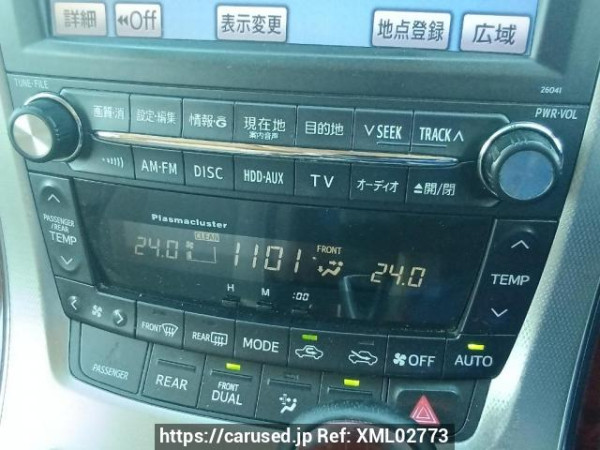 詳細 ◀◀Off 表示変更 地点登録 広域
26041
TUNE･FILE PWR･VOL
画質・消 設定・編集 情報・G 現在地 目的地 ∨ SEEK TRACK ∧
案内音声
AM･FM DISC HDD･AUX TV オーディオ ▲開/閉
Plasmacluster
PASSENGER
/REAR
TEMP
CLEAN
24.0 1101 FRONT 24.0
TEMP
H M :00
FRONT REAR MODE OFF AUTO
PASSENGER REAR FRONT
DUAL
https://carused.jp Ref: XML02773